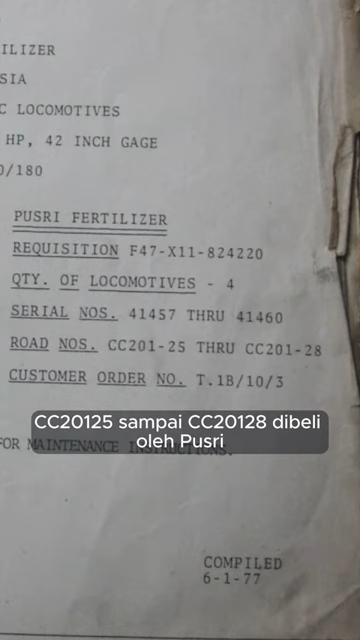 ILIZER
SIA
C LOCOMOTIVES
HP, 42 INCH GAGE
0/180
PUSRI FERTILIZER
REQUISITION F47-X11-824220
QTY. OF LOCOMOTIVES - 4
SERIAL NOS. 41457 THRU 41460
ROAD NOS. CC201-25 THRU CC201-28
CUSTOMER ORDER NO. T.1B/10/3
CC20125 sampai CC20128 dibeli
oleh Pusri
FOR MAINTENANCE INSTRUCTIONS.
COMPILED
6-1-77